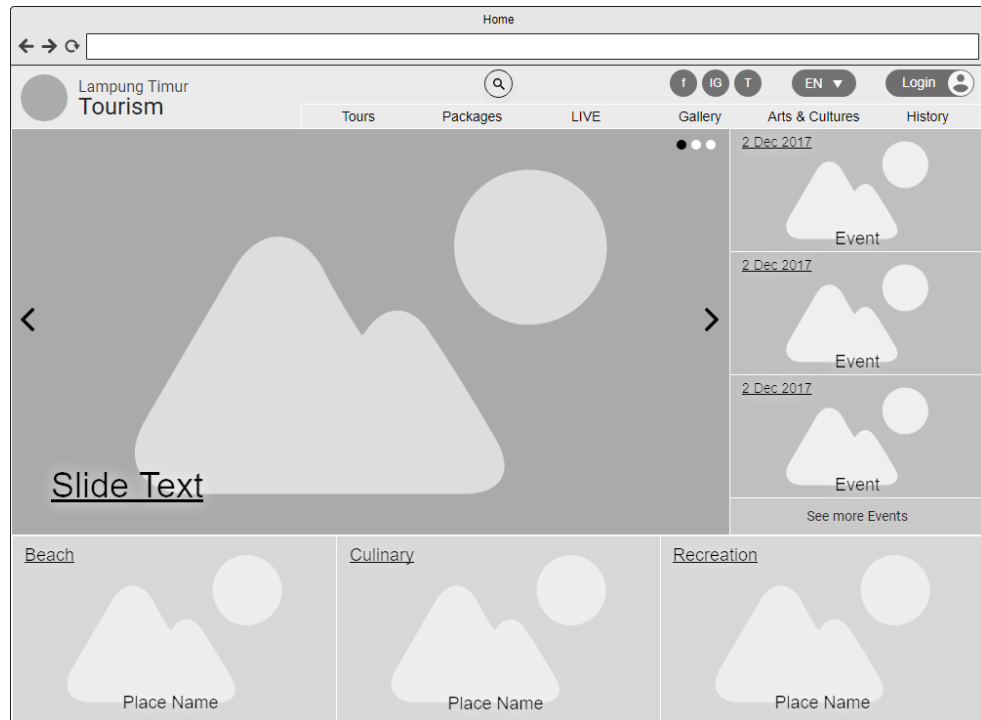 Home
Lampung Timur
Tourism
f IG T EN Login
Tours Packages LIVE Gallery Arts & Cultures History
2 Dec 2017
Event
2 Dec 2017
Event
2 Dec 2017
Event
See more Events
Slide Text
Beach
Place Name
Culinary
Place Name
Recreation
Place Name